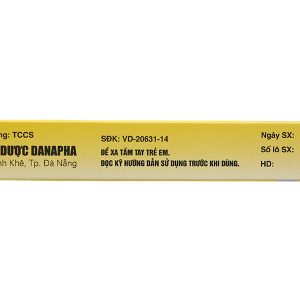 ng: TCCS
DƯỢC DANAPHA
nh Khê, Tp. Đà Nẵng
SĐK: VD-20631-14
ĐỂ XA TẦM TAY TRẺ EM.
ĐỌC KỸ HƯỚNG DẪN SỬ DỤNG TRƯỚC KHI DÙNG.
Ngày SX:
Số lô SX:
HD: